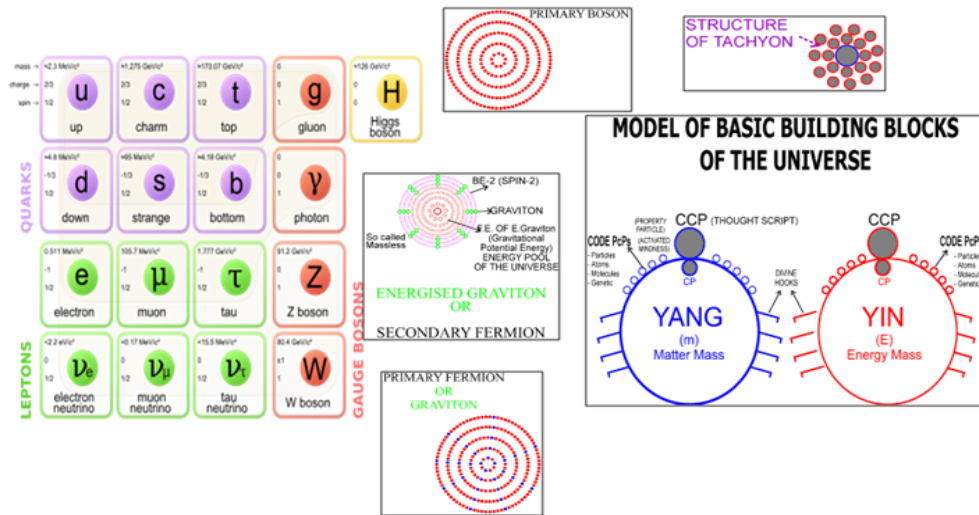 mass →
charge →
spin →
≈2.3 MeV/c²
2/3
1/2
u
up
≈1.275 GeV/c²
2/3
1/2
c
charm
≈173.07 GeV/c²
2/3
1/2
t
top
0
0
1
g
gluon
≈126 GeV/c²
0
0
H
Higgs
boson
QUARKS
≈4.8 MeV/c²
-1/3
1/2
d
down
≈95 MeV/c²
-1/3
1/2
s
strange
≈4.18 GeV/c²
-1/3
1/2
b
bottom
0
0
1
γ
photon
0.511 MeV/c²
-1
1/2
e
electron
105.7 MeV/c²
-1
1/2
μ
muon
1.777 GeV/c²
-1
1/2
τ
tau
91.2 GeV/c²
0
1
Z
Z boson
LEPTONS
<2.2 eV/c²
0
1/2
νe
electron
neutrino
<0.17 MeV/c²
0
1/2
νμ
muon
neutrino
<15.5 MeV/c²
0
1/2
ντ
tau
neutrino
80.4 GeV/c²
±1
1
W
W boson
GAUGE BOSONS
PRIMARY BOSON
STRUCTURE
OF TACHYON
BE-2 (SPIN-2)
GRAVITON
So called
Massless
E.E. OF E.Graviton
(Gravitational
Potential Energy)
ENERGY POOL
OF THE UNIVERSE
ENERGISED GRAVITON
OR
SECONDARY FERMION
PRIMARY FERMION
OR
GRAVITON
MODEL OF BASIC BUILDING BLOCKS
OF THE UNIVERSE
(PROPERTY
PARTICLE)
CCP (THOUGHT SCRIPT)
CCP
CODE PcPs
(ACTIVATED
MINDNESS)
- Particles
- Atoms
- Molecules
- Genetic
CP
DIVINE
HOOKS
CP
CODE PcPs
- Particles
- Atoms
- Molecul
- Genetic
YANG
(m)
Matter Mass
YIN
(E)
Energy Mass